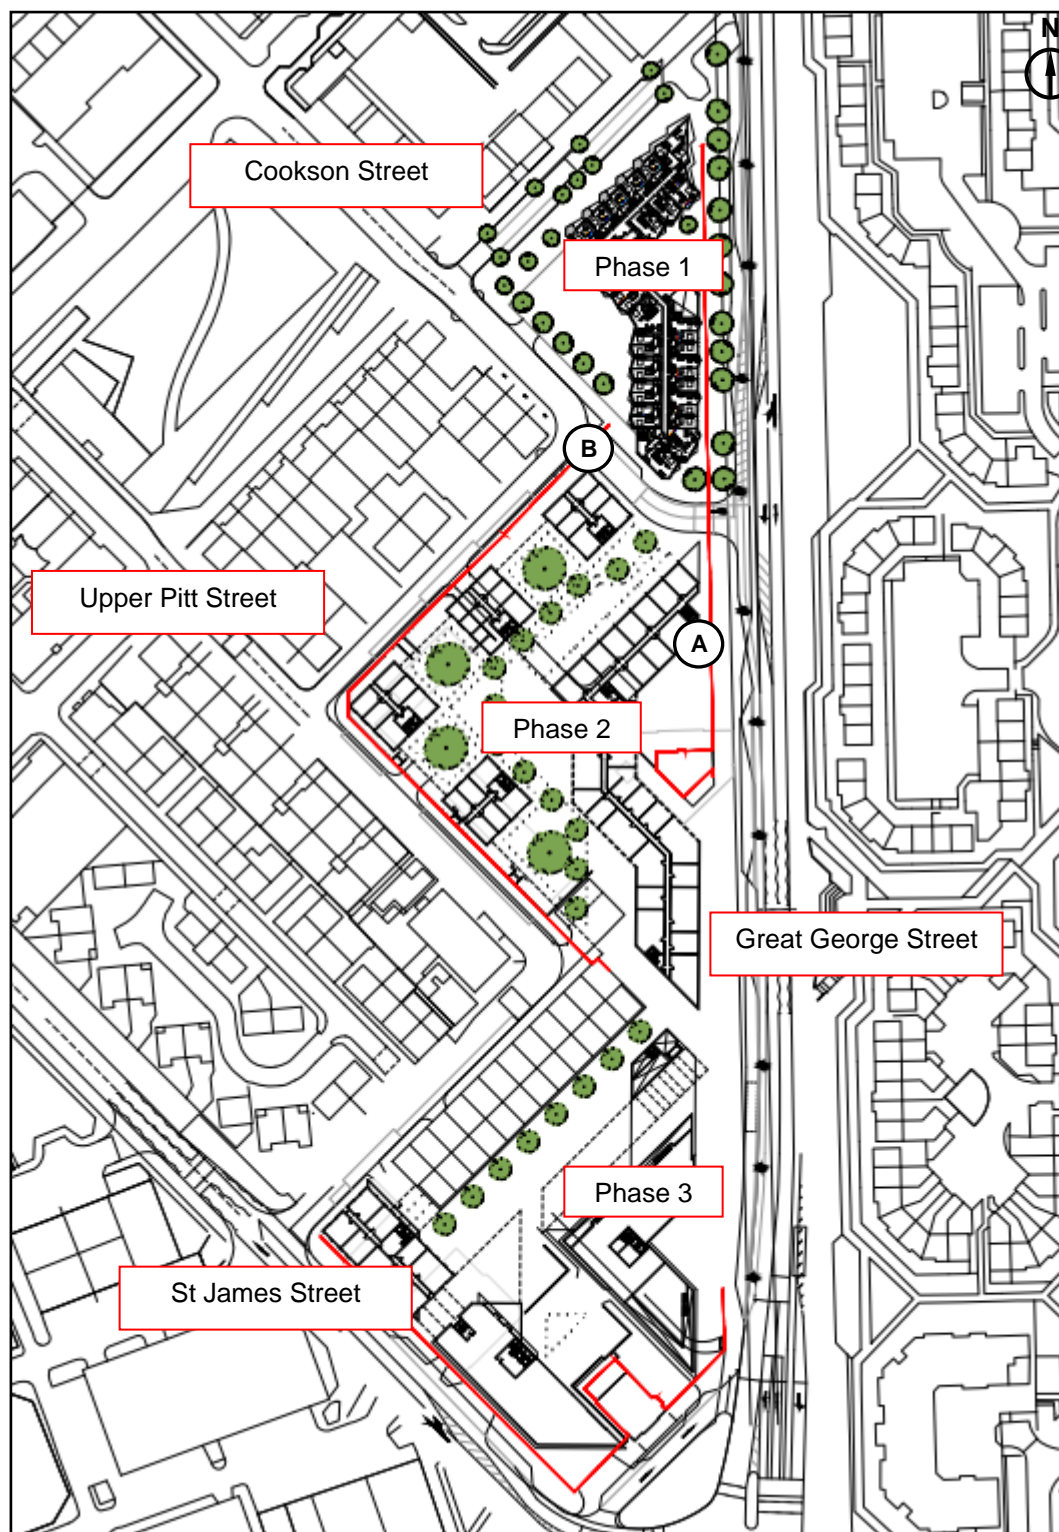 N
Cookson Street
Phase 1
B
Upper Pitt Street
A
Phase 2
Great George Street
Phase 3
St James Street